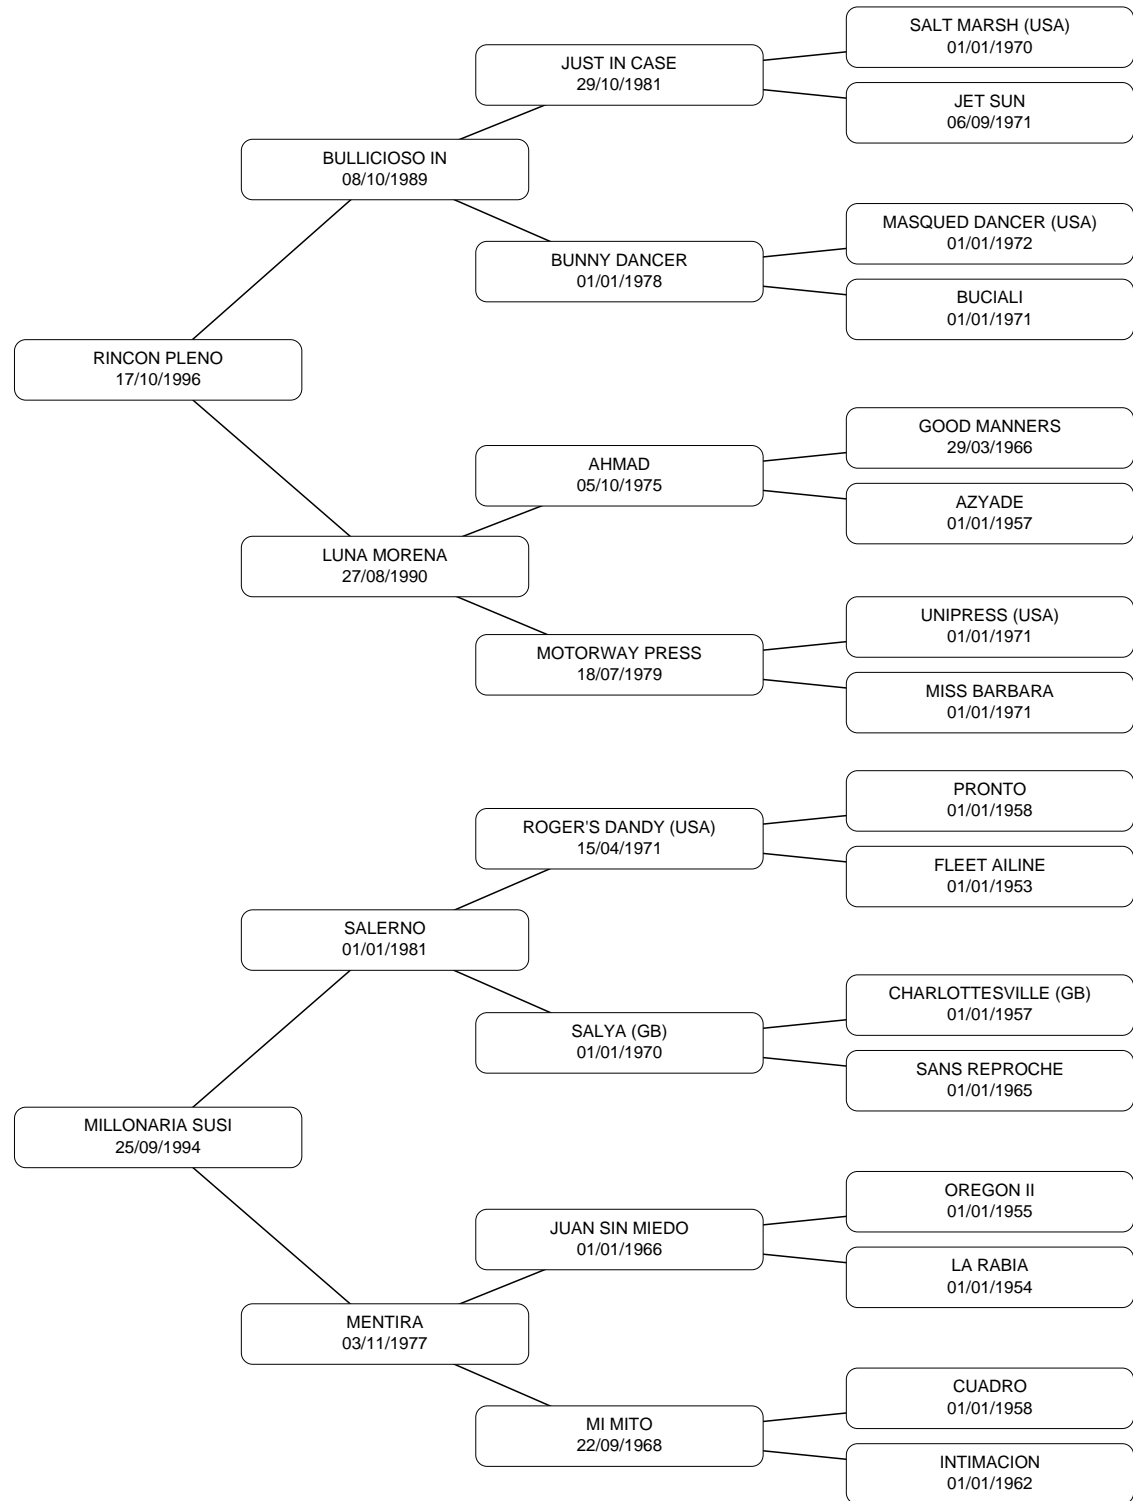 SALT MARSH (USA)
01/01/1970
JUST IN CASE
29/10/1981
JET SUN
06/09/1971
BULLICIOSO IN
08/10/1989
MASQUED DANCER (USA)
01/01/1972
BUNNY DANCER
01/01/1978
BUCIALI
01/01/1971
RINCON PLENO
17/10/1996
GOOD MANNERS
29/03/1966
AHMAD
05/10/1975
AZYADE
01/01/1957
LUNA MORENA
27/08/1990
UNIPRESS (USA)
01/01/1971
MOTORWAY PRESS
18/07/1979
MISS BARBARA
01/01/1971
PRONTO
01/01/1958
ROGER'S DANDY (USA)
15/04/1971
FLEET AILINE
01/01/1953
SALERNO
01/01/1981
CHARLOTTESVILLE (GB)
01/01/1957
SALYA (GB)
01/01/1970
SANS REPROCHE
01/01/1965
MILLONARIA SUSI
25/09/1994
OREGON II
01/01/1955
JUAN SIN MIEDO
01/01/1966
LA RABIA
01/01/1954
MENTIRA
03/11/1977
CUADRO
01/01/1958
MI MITO
22/09/1968
INTIMACION
01/01/1962